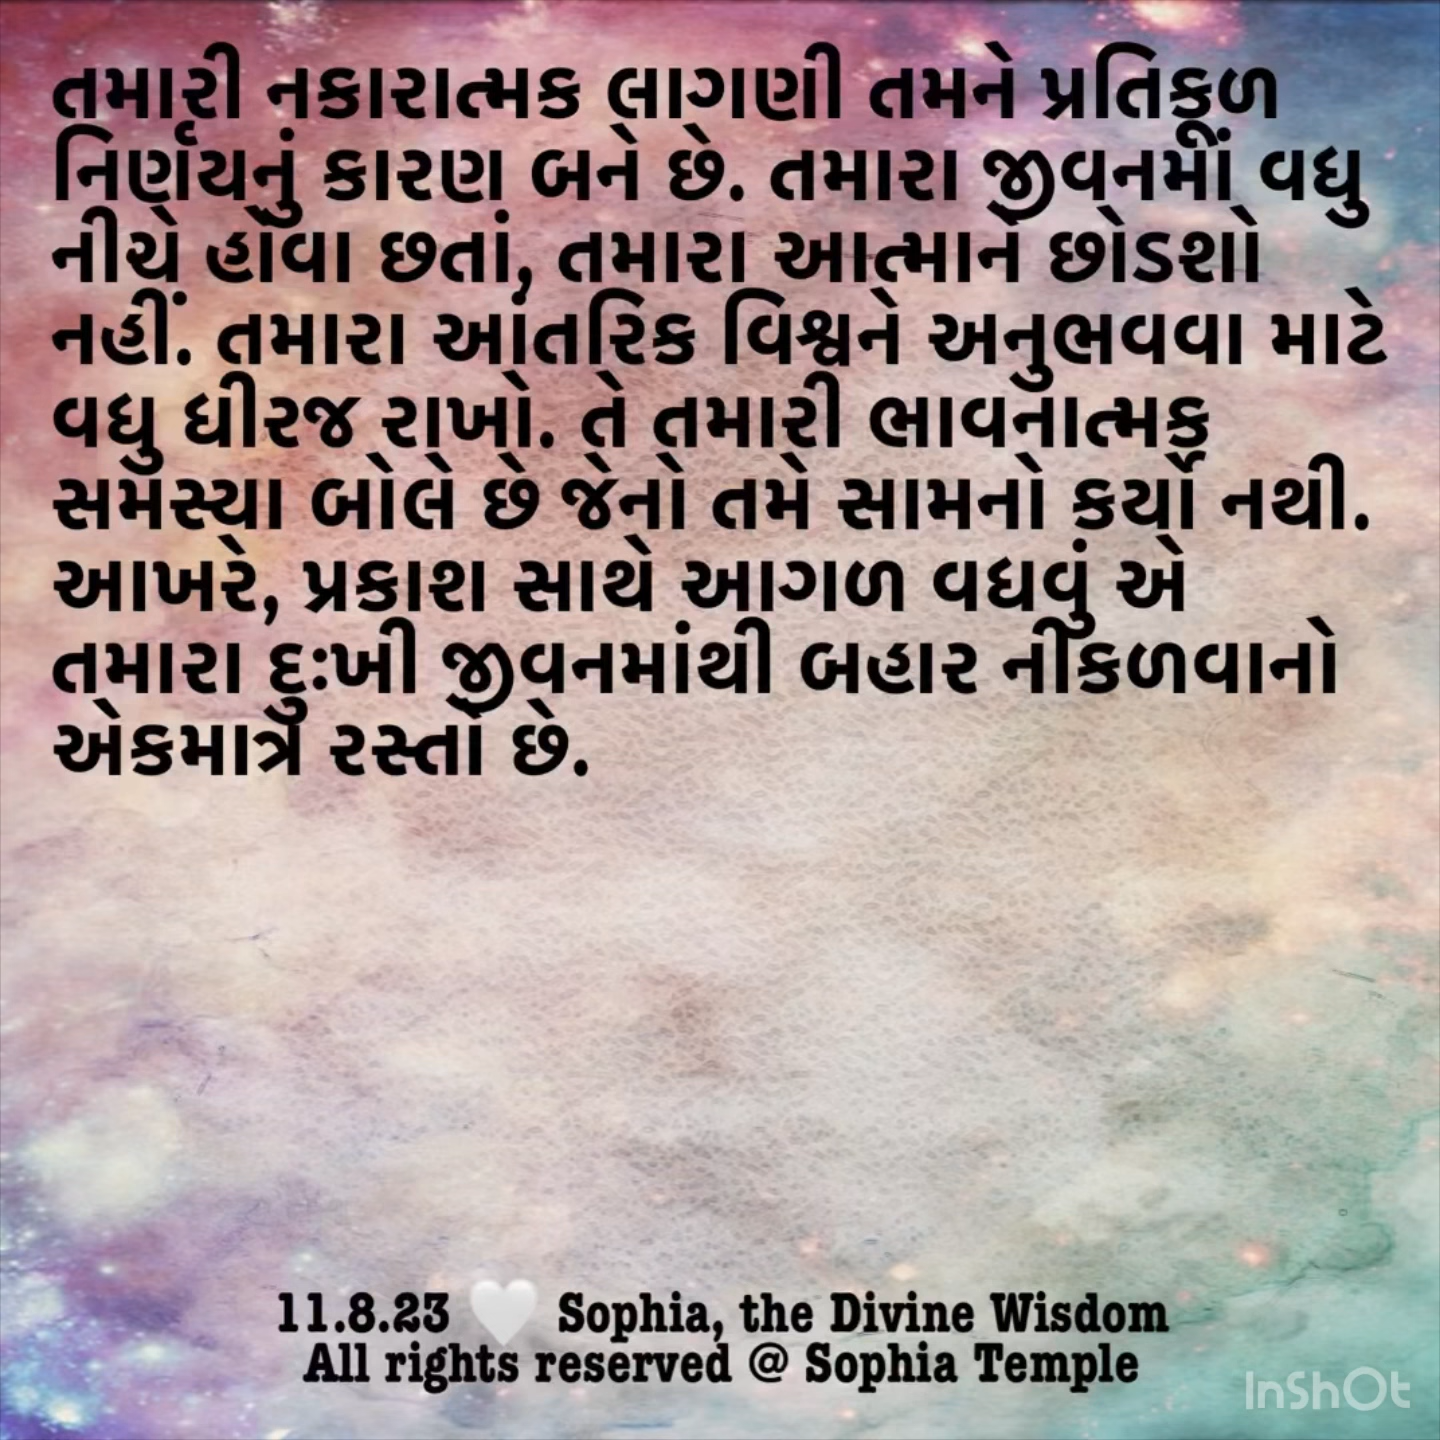 તમારી નકારાત્મક લાગણી તમને પ્રતિકૂળ
નિર્ણયનું કારણ બને છે. તમારા જીવનમાં વધુ
નીચે હોવા છતાં, તમારા આત્માને છોડશો
નહીં. તમારા આંતરિક વિશ્વને અનુભવવા માટે
વધુ ધીરજ રાખો. તે તમારી ભાવનાત્મક
સમસ્યા બોલે છે જેનો તમે સામનો કર્યો નથી.
આખરે, પ્રકાશ સાથે આગળ વધવું એ
તમારા દુઃખી જીવનમાંથી બહાર નીકળવાનો
એકમાત્ર રસ્તો છે.
11.8.23 🤍 Sophia, the Divine Wisdom
All rights reserved @ Sophia Temple
InShOt